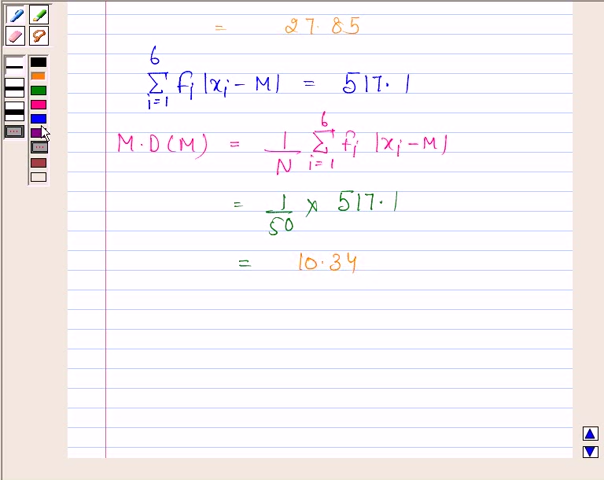 = 27.85
6
∑ fi |xi - M| = 517.1
i=1
6
M.D(M) = 1/N ∑ fi |xi - M|
i=1
= 1/50 × 517.1
= 10.34